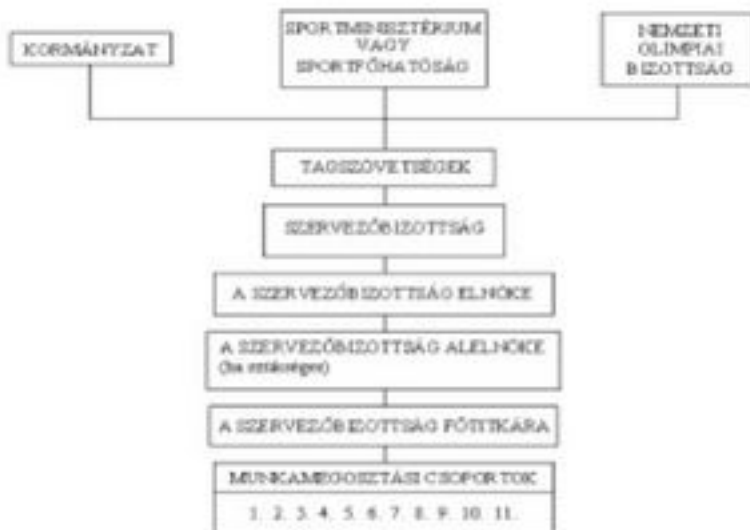 KORMÁNYZAT
SPORTMINISZTÉRIUM
VAGY
SPORTFŐHATÓSÁG
NEMZETI
OLIMPIAI
BIZOTTSÁG
TAGSZÖVETSÉGEK
SZERVEZŐBIZOTTSÁG
A SZERVEZŐBIZOTTSÁG ELNÖKE
A SZERVEZŐBIZOTTSÁG ALELNÖKE
(ha szükséges)
A SZERVEZŐBIZOTTSÁG FŐTITKÁRA
MUNKAMEGOSZTÁSI CSOPORTOK
1. 2. 3. 4. 5. 6. 7. 8. 9. 10. 11.